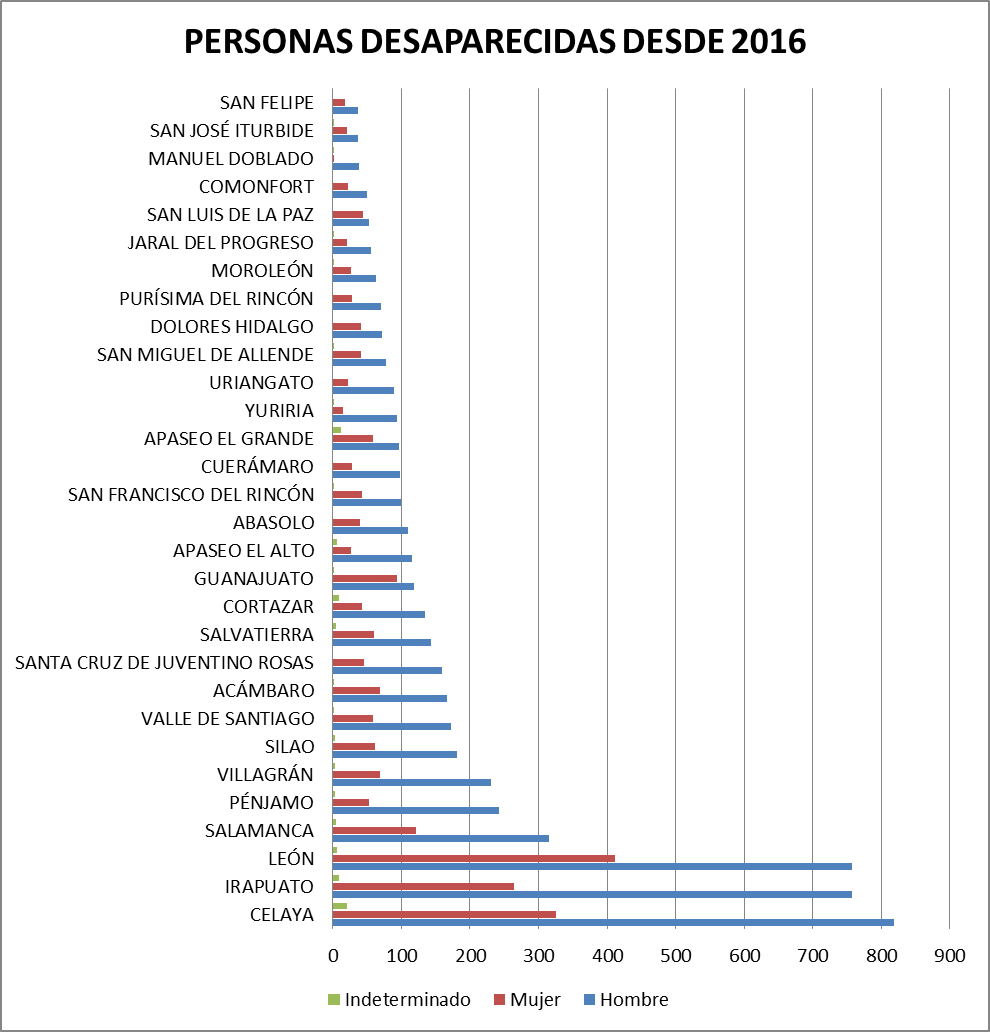 PERSONAS DESAPARECIDAS DESDE 2016
SAN FELIPE
SAN JOSÉ ITURBIDE
MANUEL DOBLADO
COMONFORT
SAN LUIS DE LA PAZ
JARAL DEL PROGRESO
MOROLEÓN
PURÍSIMA DEL RINCÓN
DOLORES HIDALGO
SAN MIGUEL DE ALLENDE
URIANGATO
YURIRIA
APASEO EL GRANDE
CUERÁMARO
SAN FRANCISCO DEL RINCÓN
ABASOLO
APASEO EL ALTO
GUANAJUATO
CORTAZAR
SALVATIERRA
SANTA CRUZ DE JUVENTINO ROSAS
ACÁMBARO
VALLE DE SANTIAGO
SILAO
VILLAGRÁN
PÉNJAMO
SALAMANCA
LEÓN
IRAPUATO
CELAYA
0 100 200 300 400 500 600 700 800 900
Indeterminado Mujer Hombre